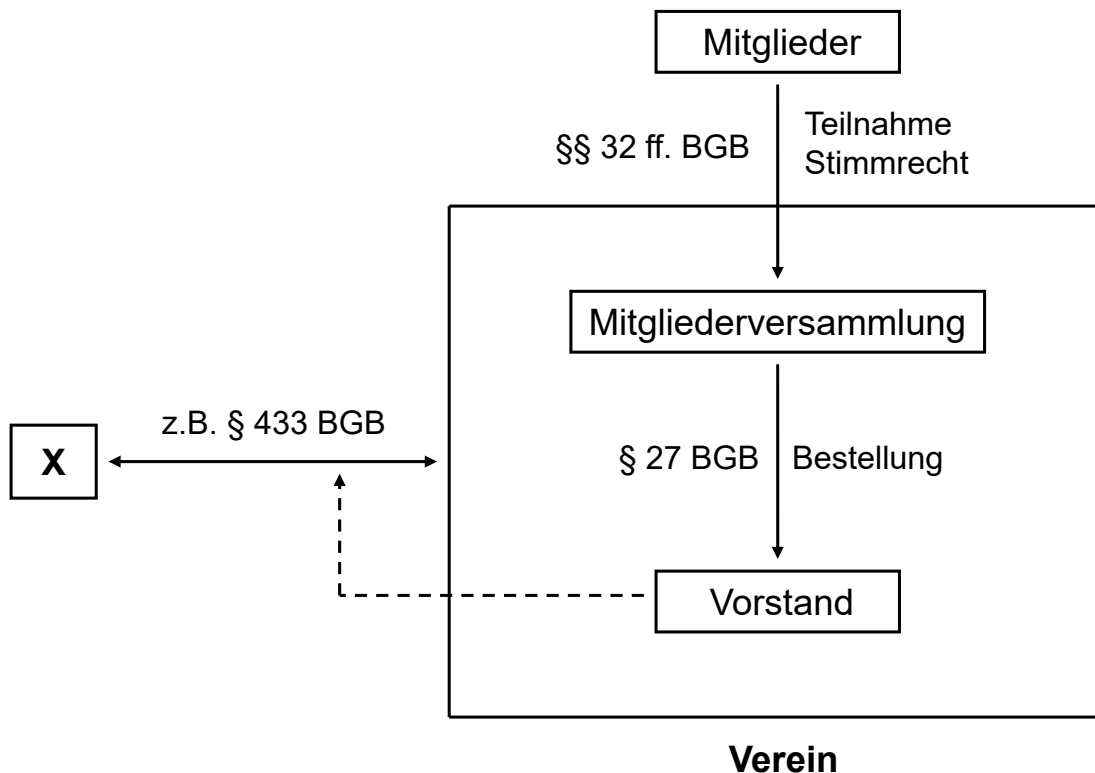 Mitglieder
§§ 32 ff. BGB
Teilnahme
Stimmrecht
Mitgliederversammlung
z.B. § 433 BGB
X
§ 27 BGB
Bestellung
Vorstand
Verein